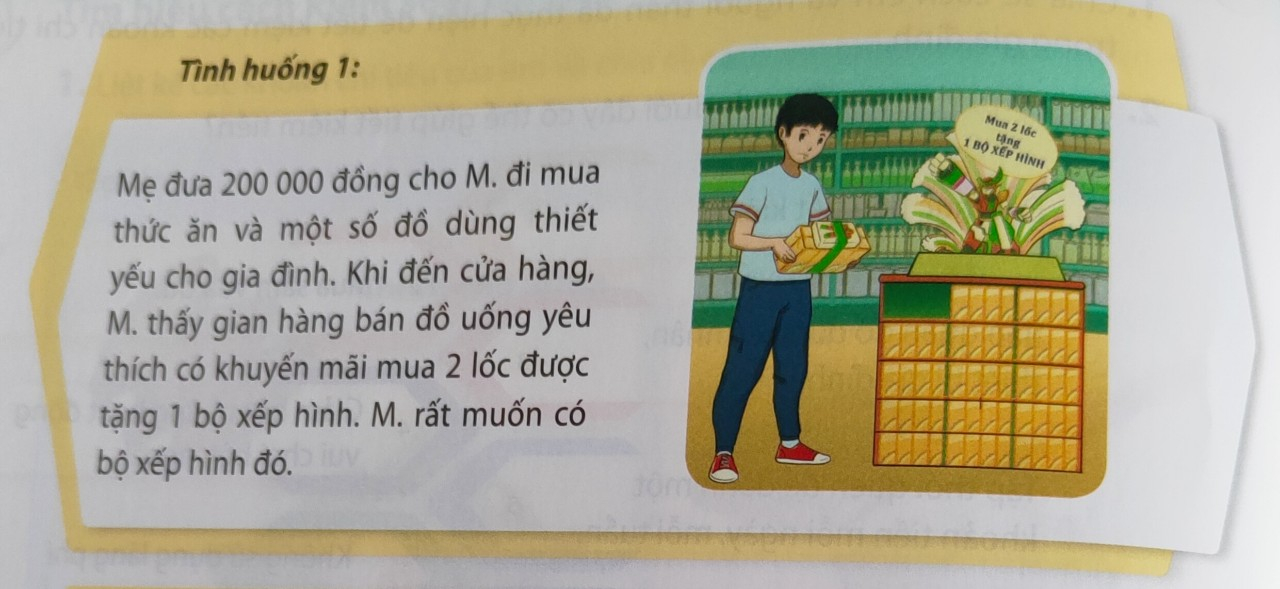 Tình huống 1:
Mẹ đưa 200 000 đồng cho M. đi mua
thức ăn và một số đồ dùng thiết
yếu cho gia đình. Khi đến cửa hàng,
M. thấy gian hàng bán đồ uống yêu
thích có khuyến mãi mua 2 lốc được
tặng 1 bộ xếp hình. M. rất muốn có
bộ xếp hình đó.
Mua 2 lốc
tặng
1 BỘ XẾP HÌNH